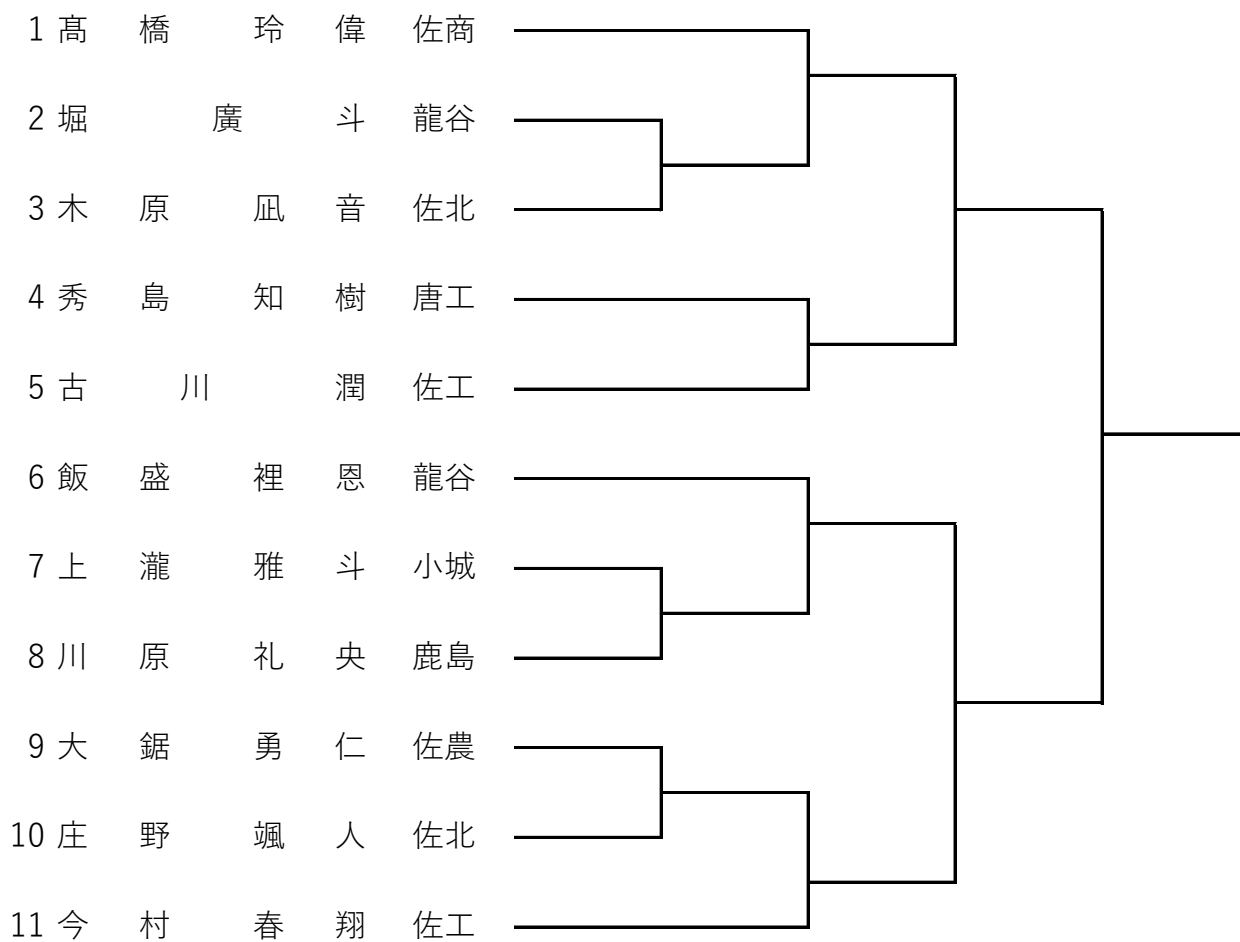 1 髙橋玲偉 佐商
2 堀廣斗 龍谷
3 木原凪音 佐北
4 秀島知樹 唐工
5 古川潤 佐工
6 飯盛裡恩 龍谷
7 上瀧雅斗 小城
8 川原礼央 鹿島
9 大鋸勇仁 佐農
10 庄野颯人 佐北
11 今村春翔 佐工